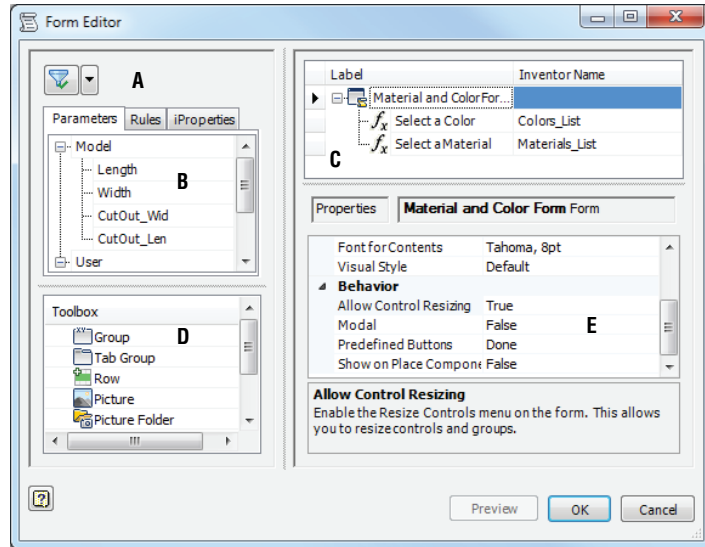 Form Editor
A
Parameters Rules iProperties
Model
Length
Width
CutOut_Wid
CutOut_Len
User
B
Toolbox
Group
Tab Group
Row
Picture
Picture Folder
D
Label Inventor Name
Material and Color For...
fx Select a Color Colors_List
fx Select a Material Materials_List
C
Properties Material and Color Form Form
Font for Contents Tahoma, 8pt
Visual Style Default
Behavior
Allow Control Resizing True
Modal False
Predefined Buttons Done
Show on Place Compone False
E
Allow Control Resizing
Enable the Resize Controls menu on the form. This allows
you to resize controls and groups.
Preview OK Cancel